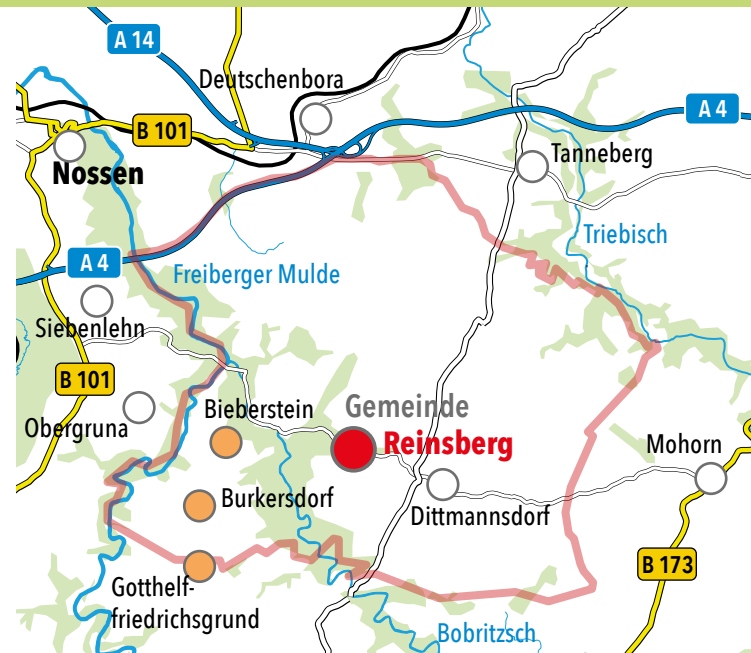 A 14
Deutschenbora
A 4
B 101
Tanneberg
Nossen
Triebisch
A 4
Freiberger Mulde
Siebenlehn
B 101
Bieberstein
Gemeinde
Obergruna
Reinsberg
Mohorn
Burkersdorf
Dittmannsdorf
B 173
Gotthelf-
friedrichsgrund
Bobritzsch